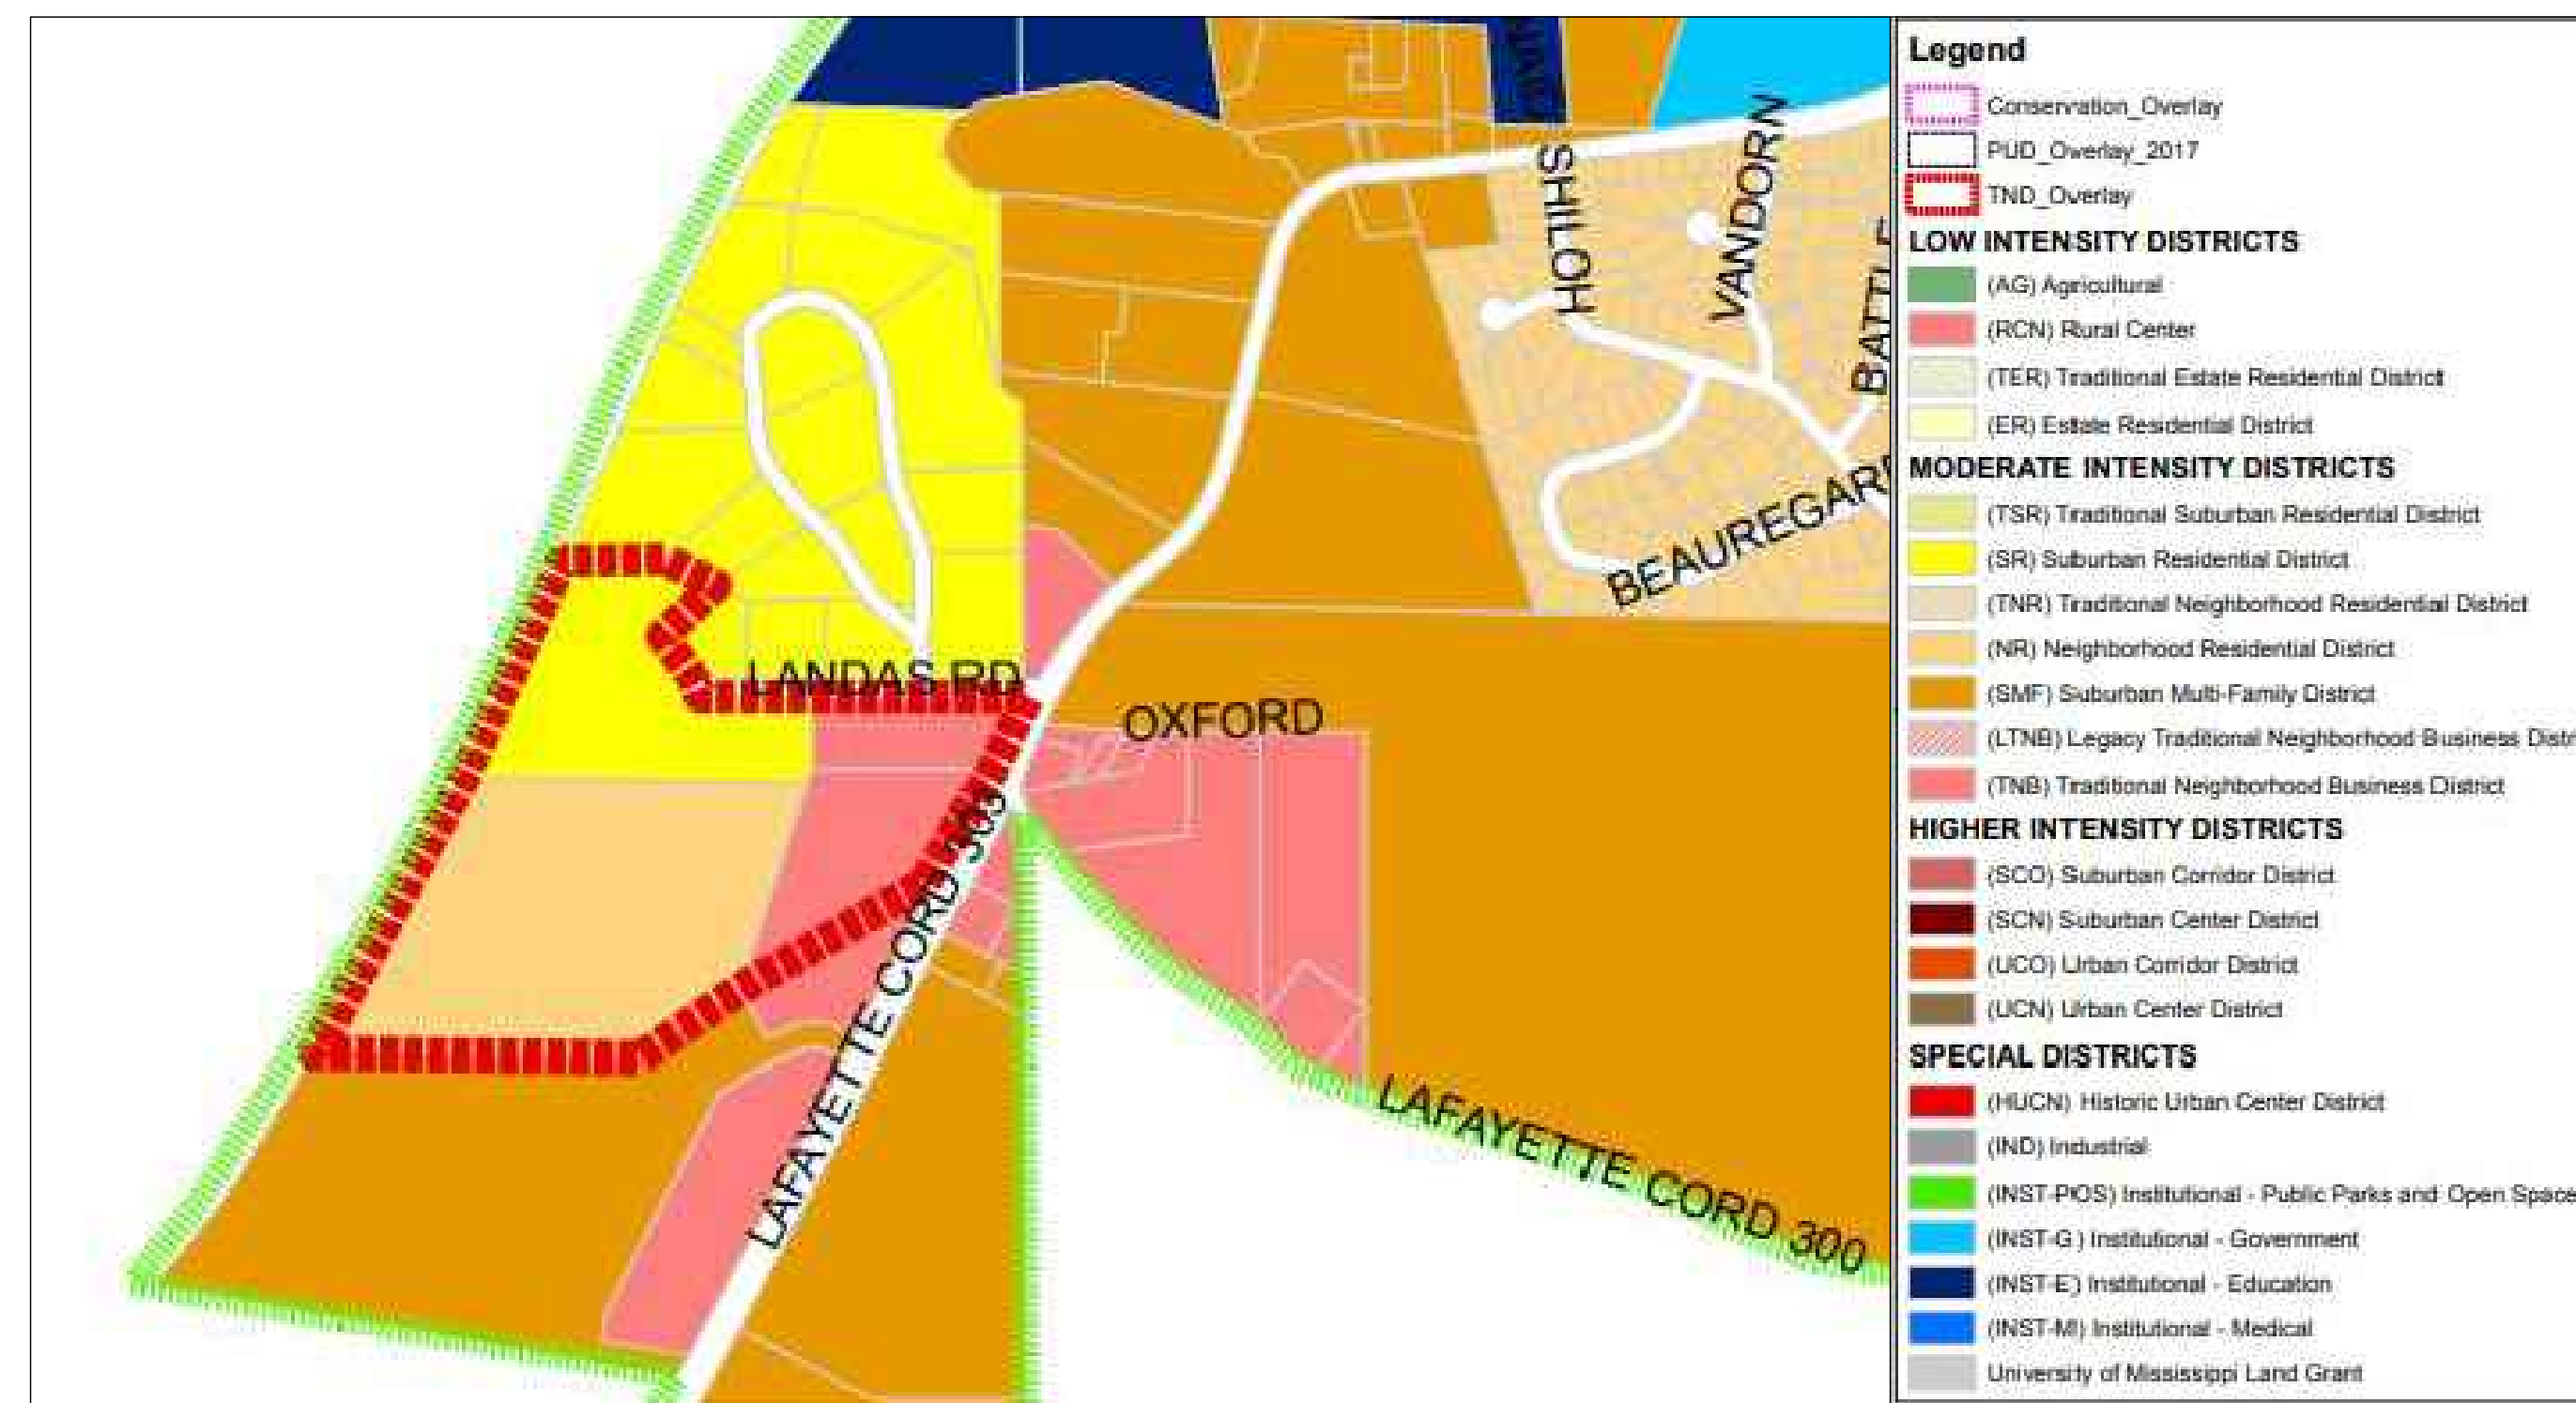 SHILOH
VANDORN
BEAUREGAR
LANDAS RD
OXFORD
LAFAYETTE CORD 303
LAFAYETTE CORD 300
Legend
Conservation_Overlay
PUD_Overlay_2017
TND_Overlay
LOW INTENSITY DISTRICTS
(AG) Agricultural
(RCN) Rural Center
(TER) Traditional Estate Residential District
(ER) Estate Residential District
MODERATE INTENSITY DISTRICTS
(TSR) Traditional Suburban Residential District
(SR) Suburban Residential District
(TNR) Traditional Neighborhood Residential District
(NR) Neighborhood Residential District
(SMF) Suburban Multi-Family District
(LTNB) Legacy Traditional Neighborhood Business Distr
(TNB) Traditional Neighborhood Business District
HIGHER INTENSITY DISTRICTS
(SCO) Suburban Corridor District
(SCN) Suburban Center District
(UCO) Urban Corridor District
(UCN) Urban Center District
SPECIAL DISTRICTS
(HUCN) Historic Urban Center District
(IND) Industrial
(INST-POS) Institutional - Public Parks and Open Space
(INST-G) Institutional - Government
(INST-E) Institutional - Education
(INST-M) Institutional - Medical
University of Mississippi Land Grant